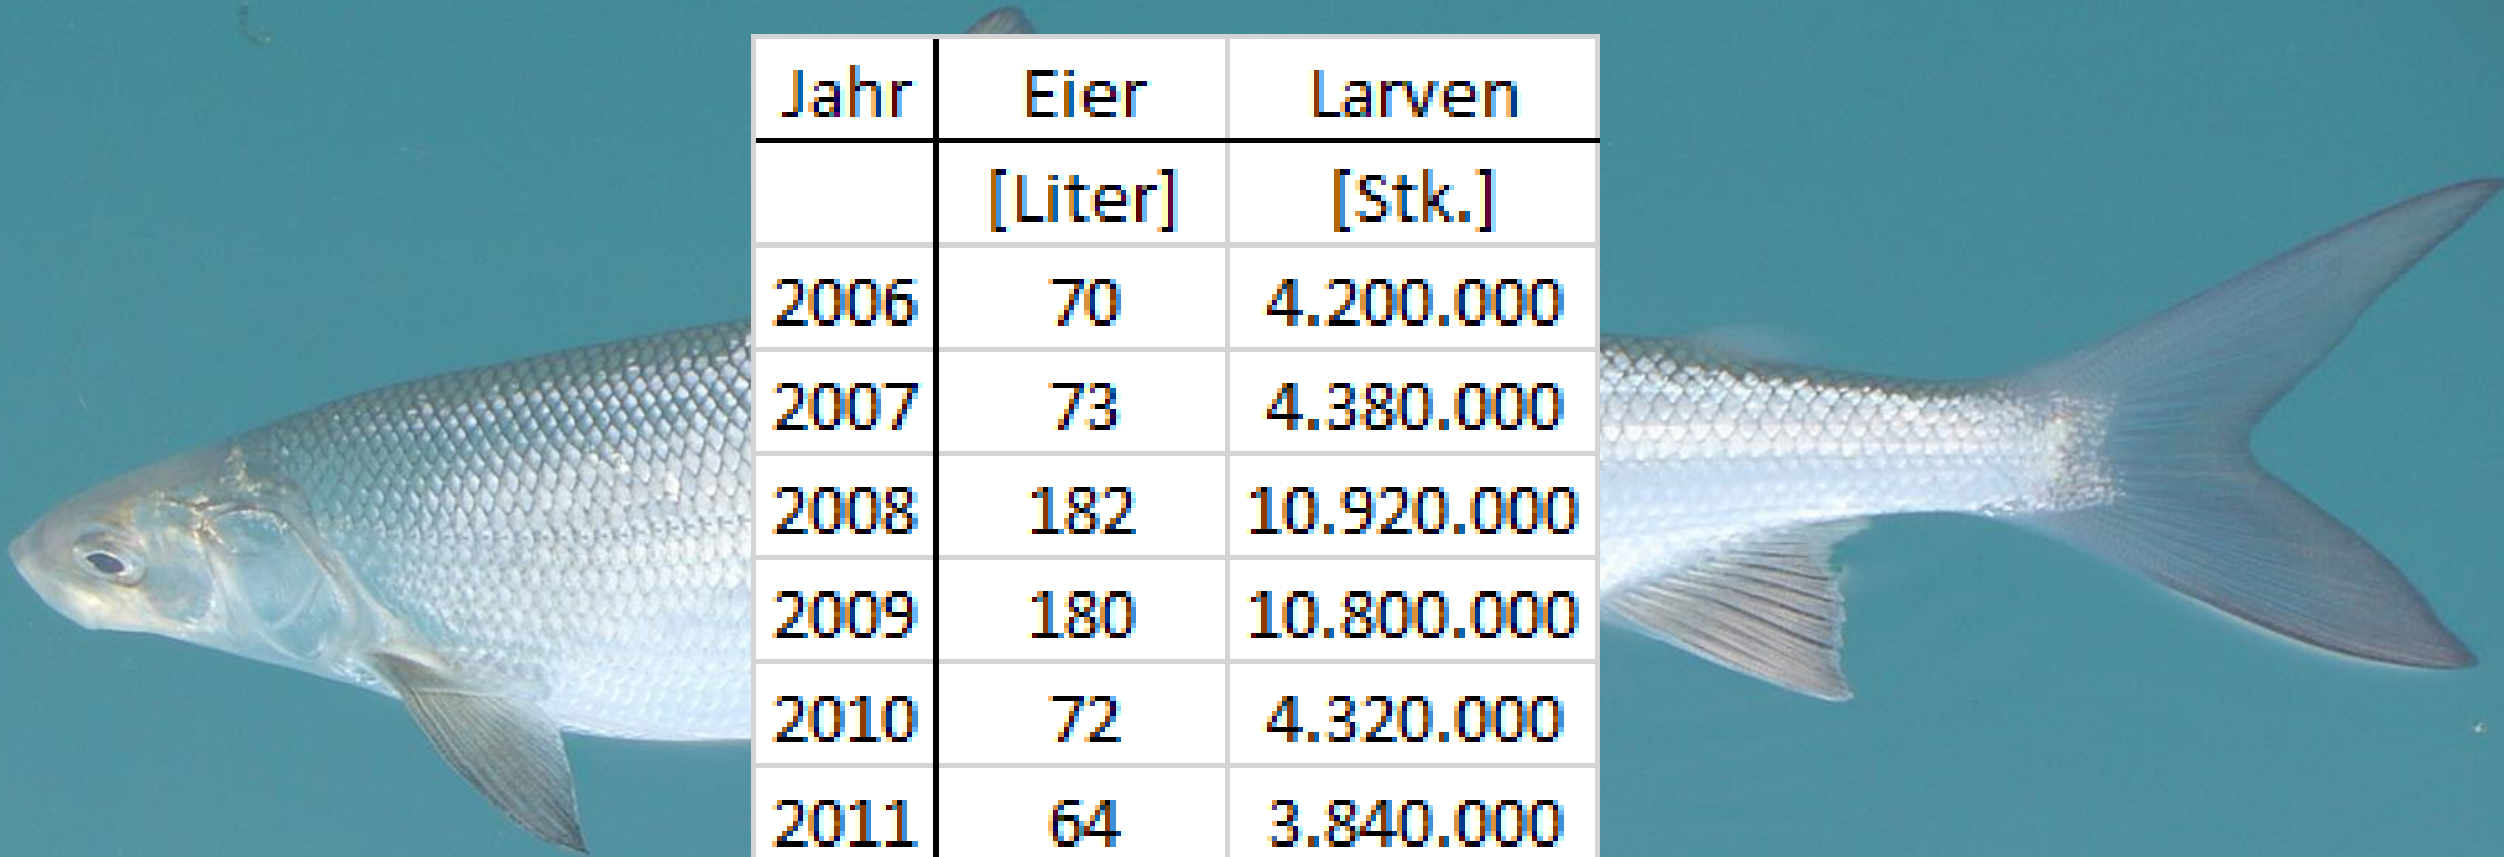 Jahr Eier Larven
[Liter] [Stk.]
2006 70 4.200.000
2007 73 4.380.000
2008 182 10.920.000
2009 180 10.800.000
2010 72 4.320.000
2011 64 3.840.000